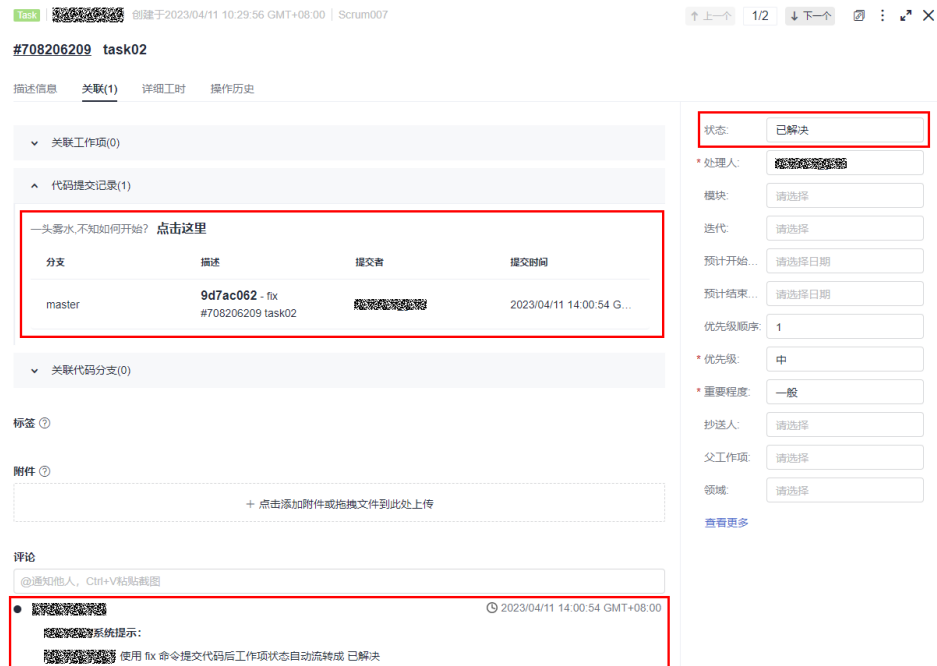 Task 创建于2023/04/11 10:29:56 GMT+08:00 Scrum007 上一个 1/2 下一个
#708206209 task02
描述信息 关联(1) 详细工时 操作历史
关联工作项(0)
代码提交记录(1)
一头雾水,不知如何开始? 点击这里
分支 描述 提交者 提交时间
master 9d7ac062 - fix 2023/04/11 14:00:54 G...
#708206209 task02
关联代码分支(0)
标签
附件
点击添加附件或拖拽文件到此处上传
评论
@通知他人，Ctrl+V粘贴截图
2023/04/11 14:00:54 GMT+08:00
系统提示:
使用 fix 命令提交代码后工作项状态自动流转成 已解决
状态: 已解决
* 处理人:
模块: 请选择
迭代: 请选择
预计开始... 请选择日期
预计结束... 请选择日期
优先级顺序: 1
* 优先级: 中
* 重要程度: 一般
抄送人: 请选择
父工作项: 请选择
领域: 请选择
查看更多